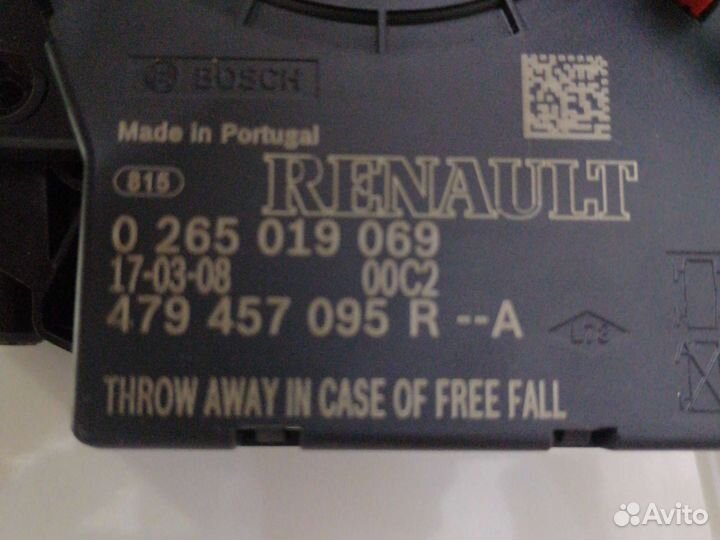 BOSCH
Made in Portugal
815
RENAULT
0 265 019 069
17-03-08 00C2
479 457 095 R --A
THROW AWAY IN CASE OF FREE FALL
Avito